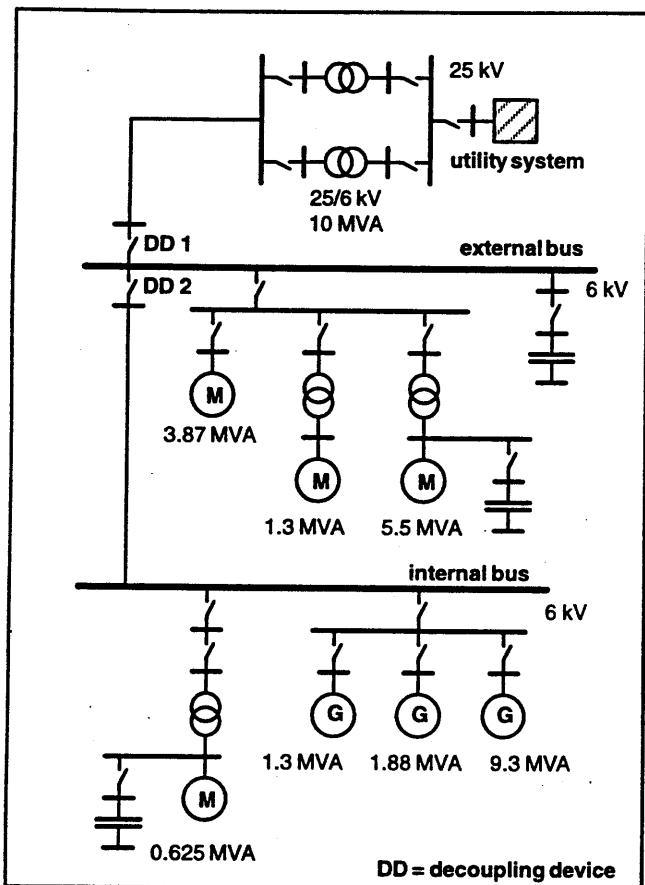 25 kV
utility system
25/6 kV
10 MVA
DD 1
external bus
DD 2
6 kV
M
3.87 MVA
M
M
1.3 MVA
5.5 MVA
internal bus
6 kV
G
G
G
1.3 MVA
1.88 MVA
9.3 MVA
M
0.625 MVA
DD = decoupling device